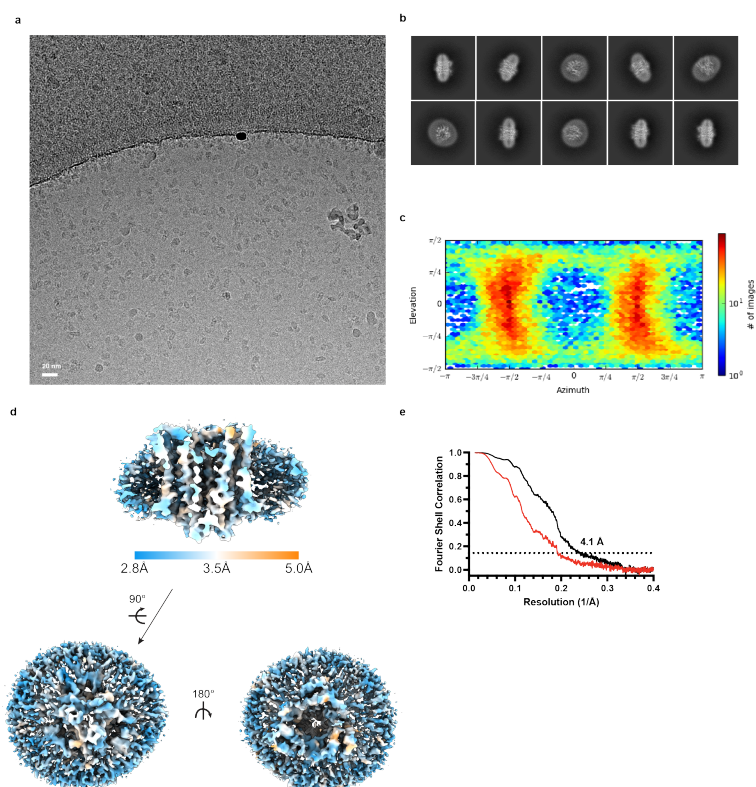 a
20 nm
b
c
π/2
π/4
0
−π/4
−π/2
Elevation
−π
−3π/4
−π/2
−π/4
0
π/4
π/2
3π/4
π
Azimuth
10¹
10⁰
# of images
d
2.8Å
3.5Å
5.0Å
90°
180°
e
1.0
0.8
0.6
0.4
0.2
0.0
Fourier Shell Correlation
4.1 Å
0.0
0.1
0.2
0.3
0.4
Resolution (1/Å)